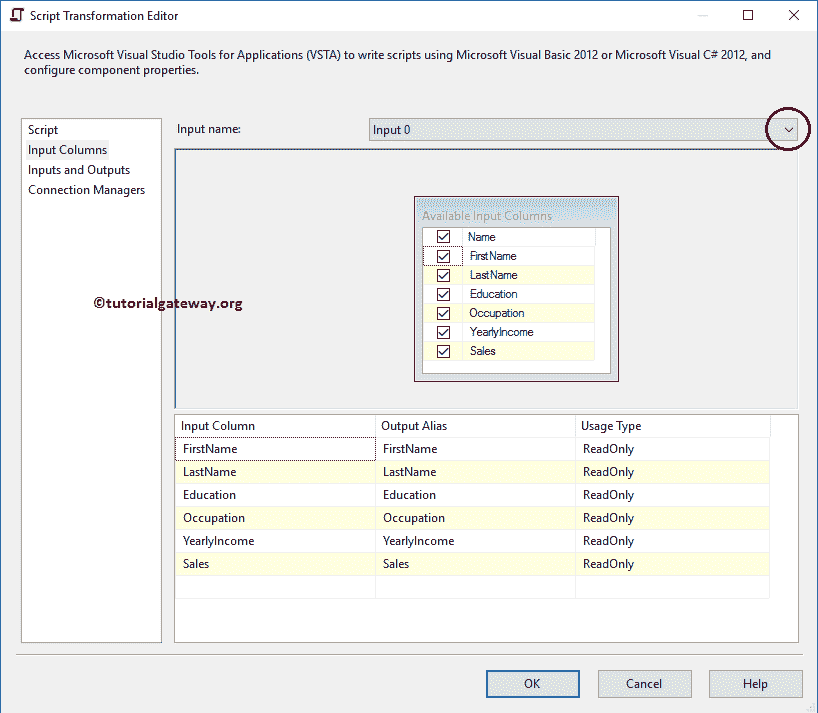 Script Transformation Editor
Access Microsoft Visual Studio Tools for Applications (VSTA) to write scripts using Microsoft Visual Basic 2012 or Microsoft Visual C# 2012, and
configure component properties.
Script
Input Columns
Inputs and Outputs
Connection Managers
Input name: Input 0
Available Input Columns
Name
FirstName
LastName
Education
Occupation
YearlyIncome
Sales
©tutorialgateway.org
Input Column Output Alias Usage Type
FirstName FirstName ReadOnly
LastName LastName ReadOnly
Education Education ReadOnly
Occupation Occupation ReadOnly
YearlyIncome YearlyIncome ReadOnly
Sales Sales ReadOnly
OK Cancel Help